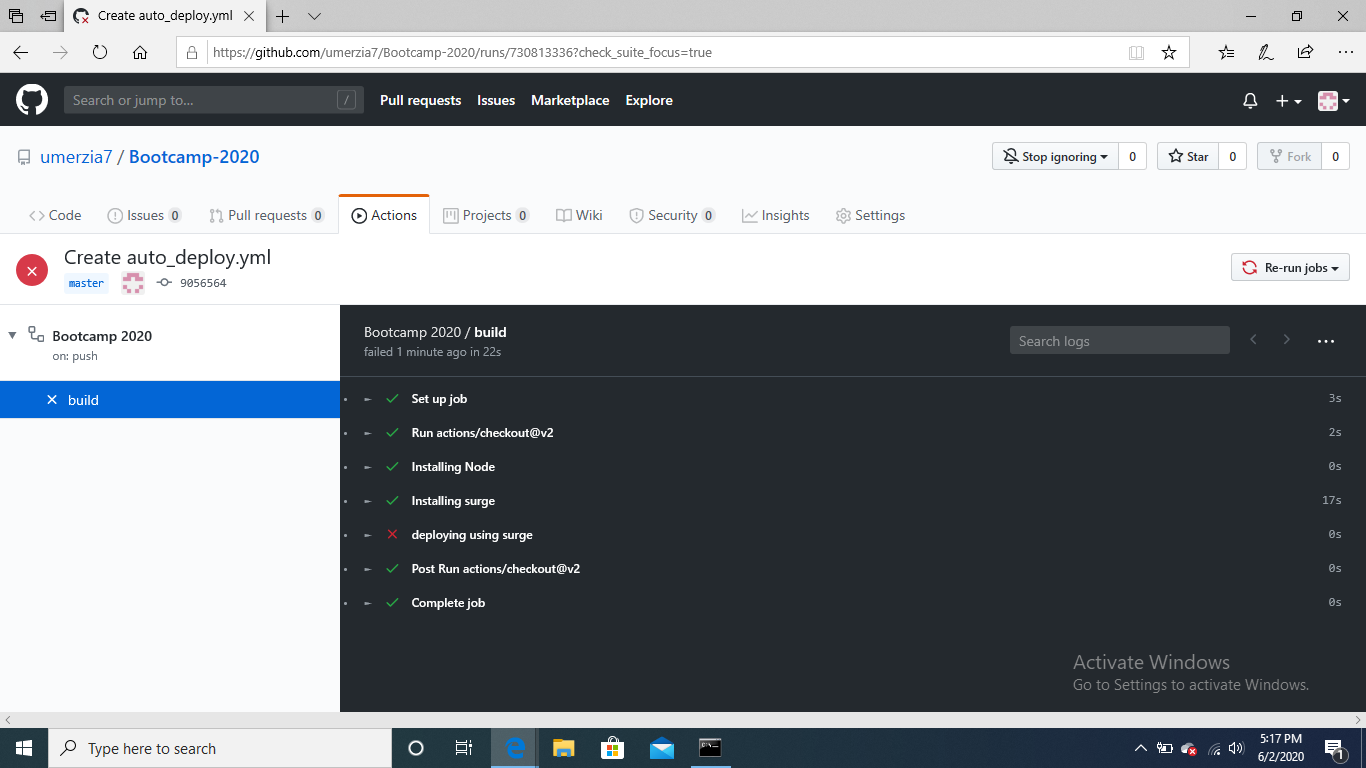 Create auto_deploy.yml
https://github.com/umerzia7/Bootcamp-2020/runs/730813336?check_suite_focus=true
Search or jump to... / Pull requests Issues Marketplace Explore
umerzia7 / Bootcamp-2020 Stop ignoring 0 Star 0 Fork 0
Code Issues 0 Pull requests 0 Actions Projects 0 Wiki Security 0 Insights Settings
Create auto_deploy.yml
master 9056564 Re-run jobs
Bootcamp 2020
on: push
build
Bootcamp 2020 / build
failed 1 minute ago in 22s
Search logs
Set up job 3s
Run actions/checkout@v2 2s
Installing Node 0s
Installing surge 17s
deploying using surge 0s
Post Run actions/checkout@v2 0s
Complete job 0s
Activate Windows
Go to Settings to activate Windows.
Type here to search
5:17 PM
6/2/2020
1